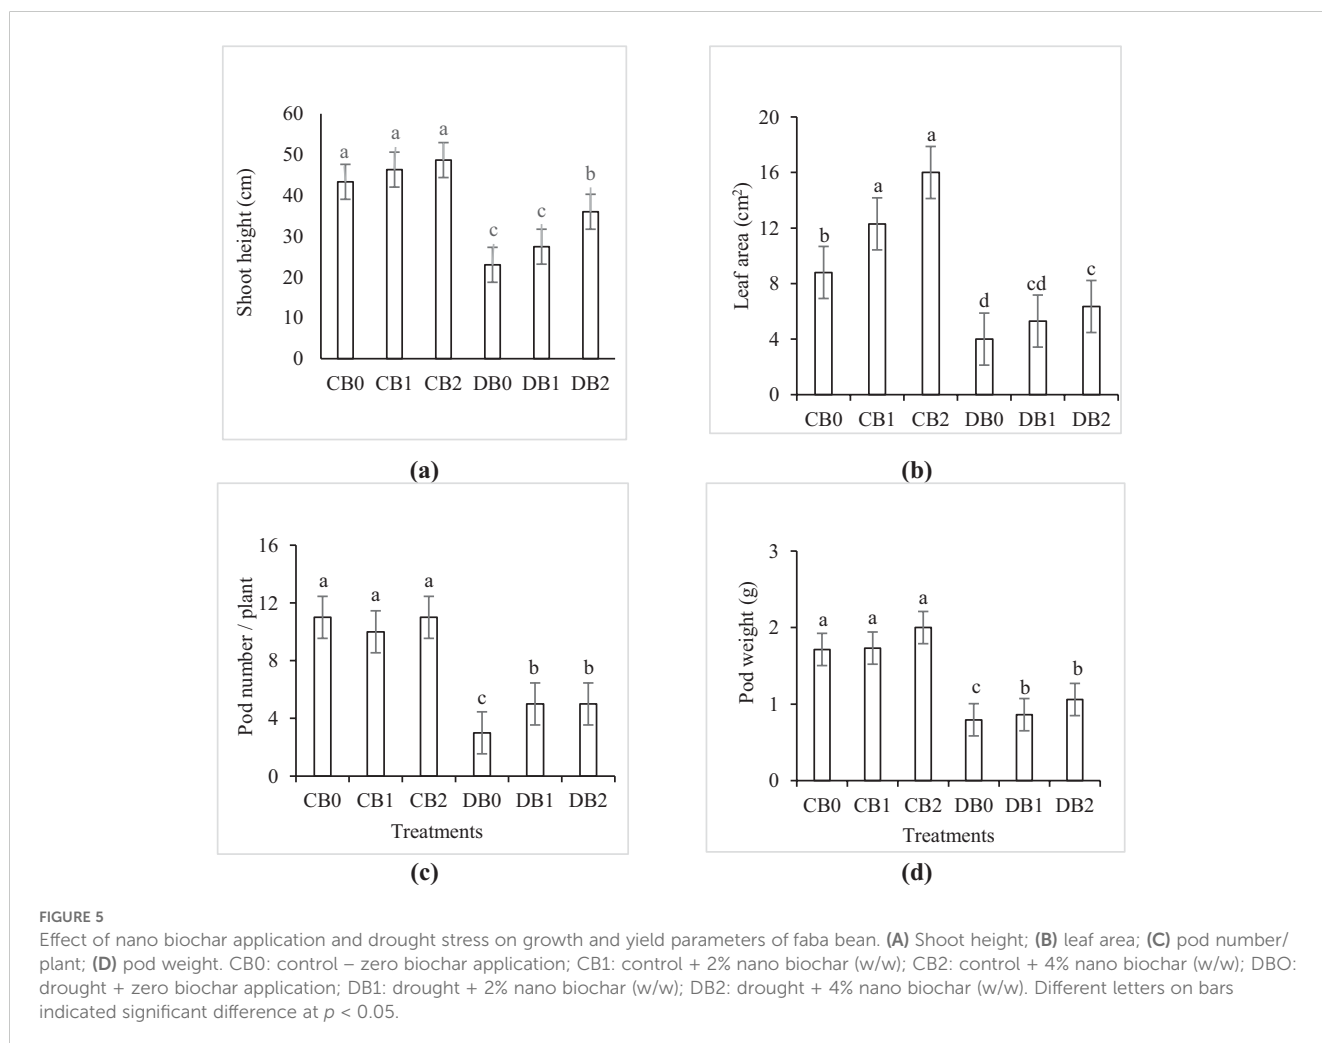 60
50
40
30
20
10
0
Shoot height (cm)
a
a
a
c
c
b
CB0 CB1 CB2 DB0 DB1 DB2
(a)
20
16
12
8
4
0
Leaf area (cm²)
b
a
a
d
cd
c
CB0 CB1 CB2 DB0 DB1 DB2
(b)
16
12
8
4
0
Pod number / plant
a
a
a
c
b
b
CB0 CB1 CB2 DB0 DB1 DB2
Treatments
(c)
3
2
1
0
Pod weight (g)
a
a
a
c
b
b
CB0 CB1 CB2 DB0 DB1 DB2
Treatments
(d)
FIGURE 5
Effect of nano biochar application and drought stress on growth and yield parameters of faba bean. (A) Shoot height; (B) leaf area; (C) pod number/
plant; (D) pod weight. CB0: control – zero biochar application; CB1: control + 2% nano biochar (w/w); CB2: control + 4% nano biochar (w/w); DBO:
drought + zero biochar application; DB1: drought + 2% nano biochar (w/w); DB2: drought + 4% nano biochar (w/w). Different letters on bars
indicated significant difference at p < 0.05.